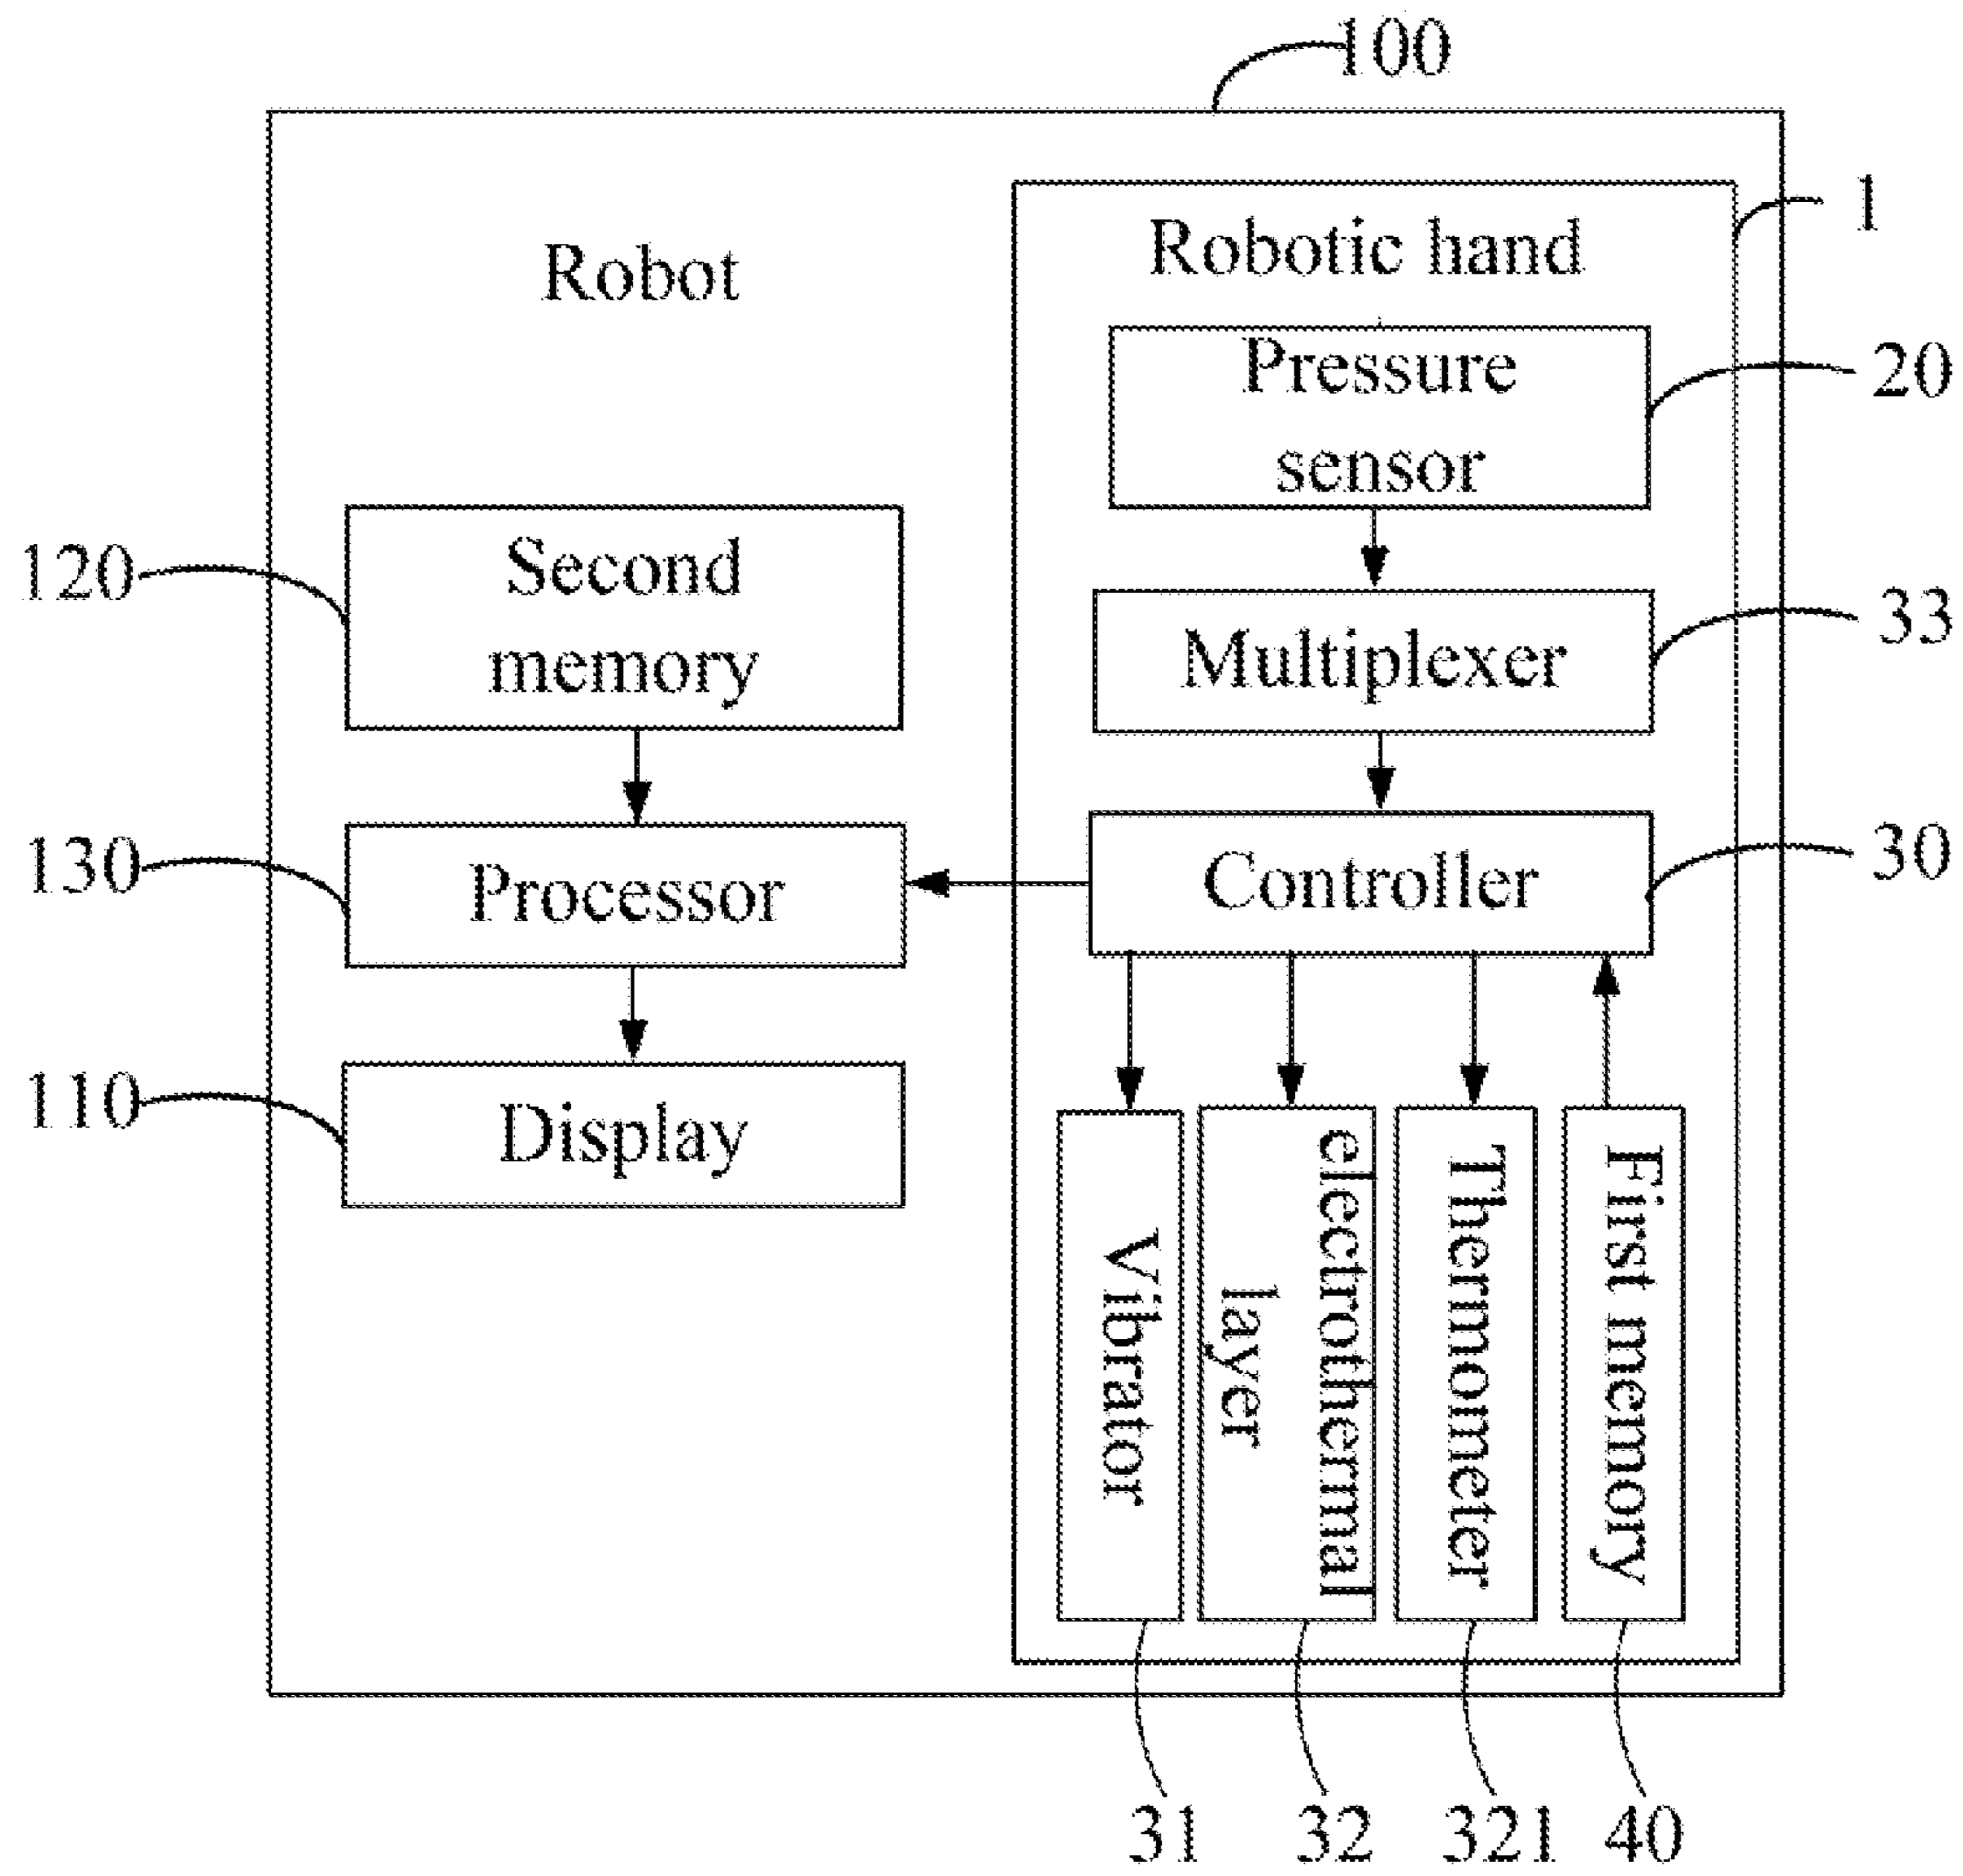 100
1
Robot
Robotic hand
Pressure
sensor
20
120
Second
memory
Multiplexer
33
130
Processor
Controller
30
110
Display
Vibrator
electrothermal
layer
Thermometer
First memory
31
32
321
40